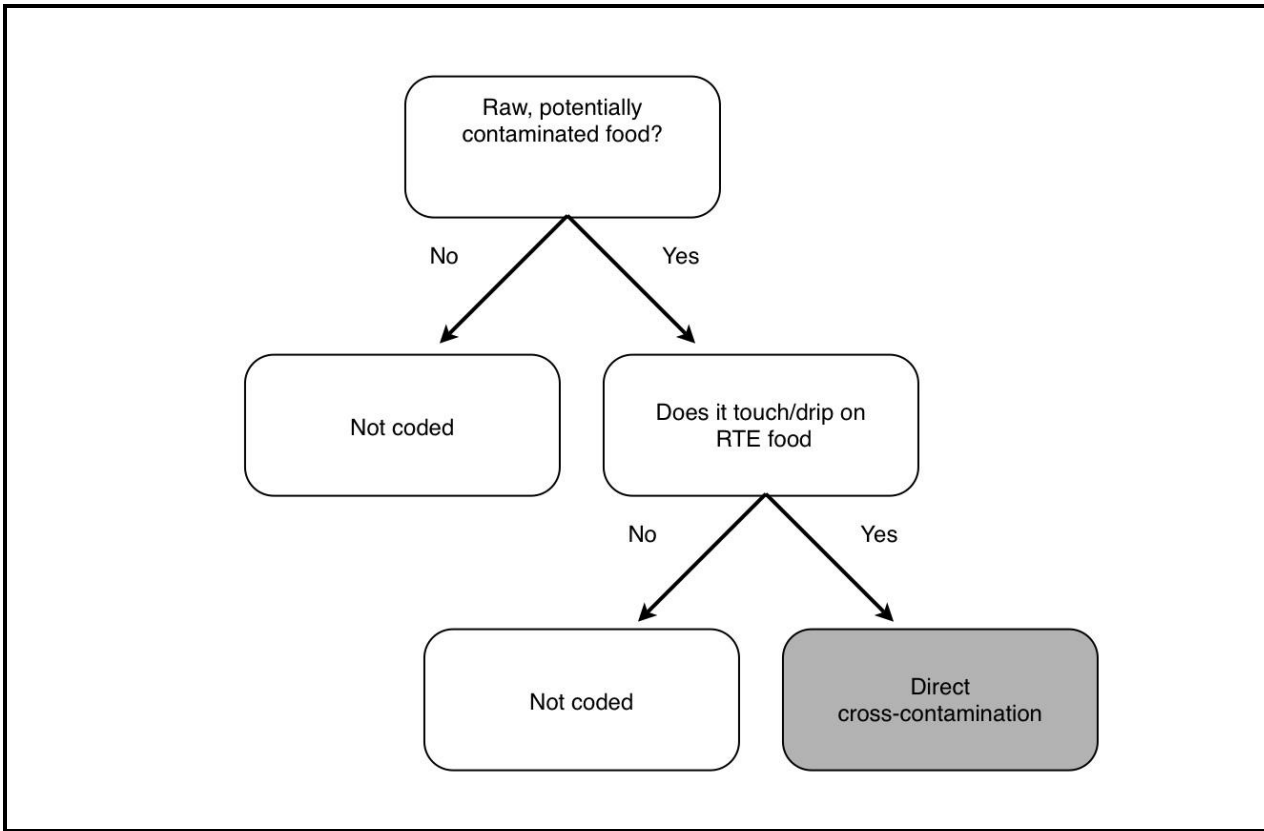 Raw, potentially
contaminated food?
No
Yes
Not coded
Does it touch/drip on
RTE food
No
Yes
Not coded
Direct
cross-contamination